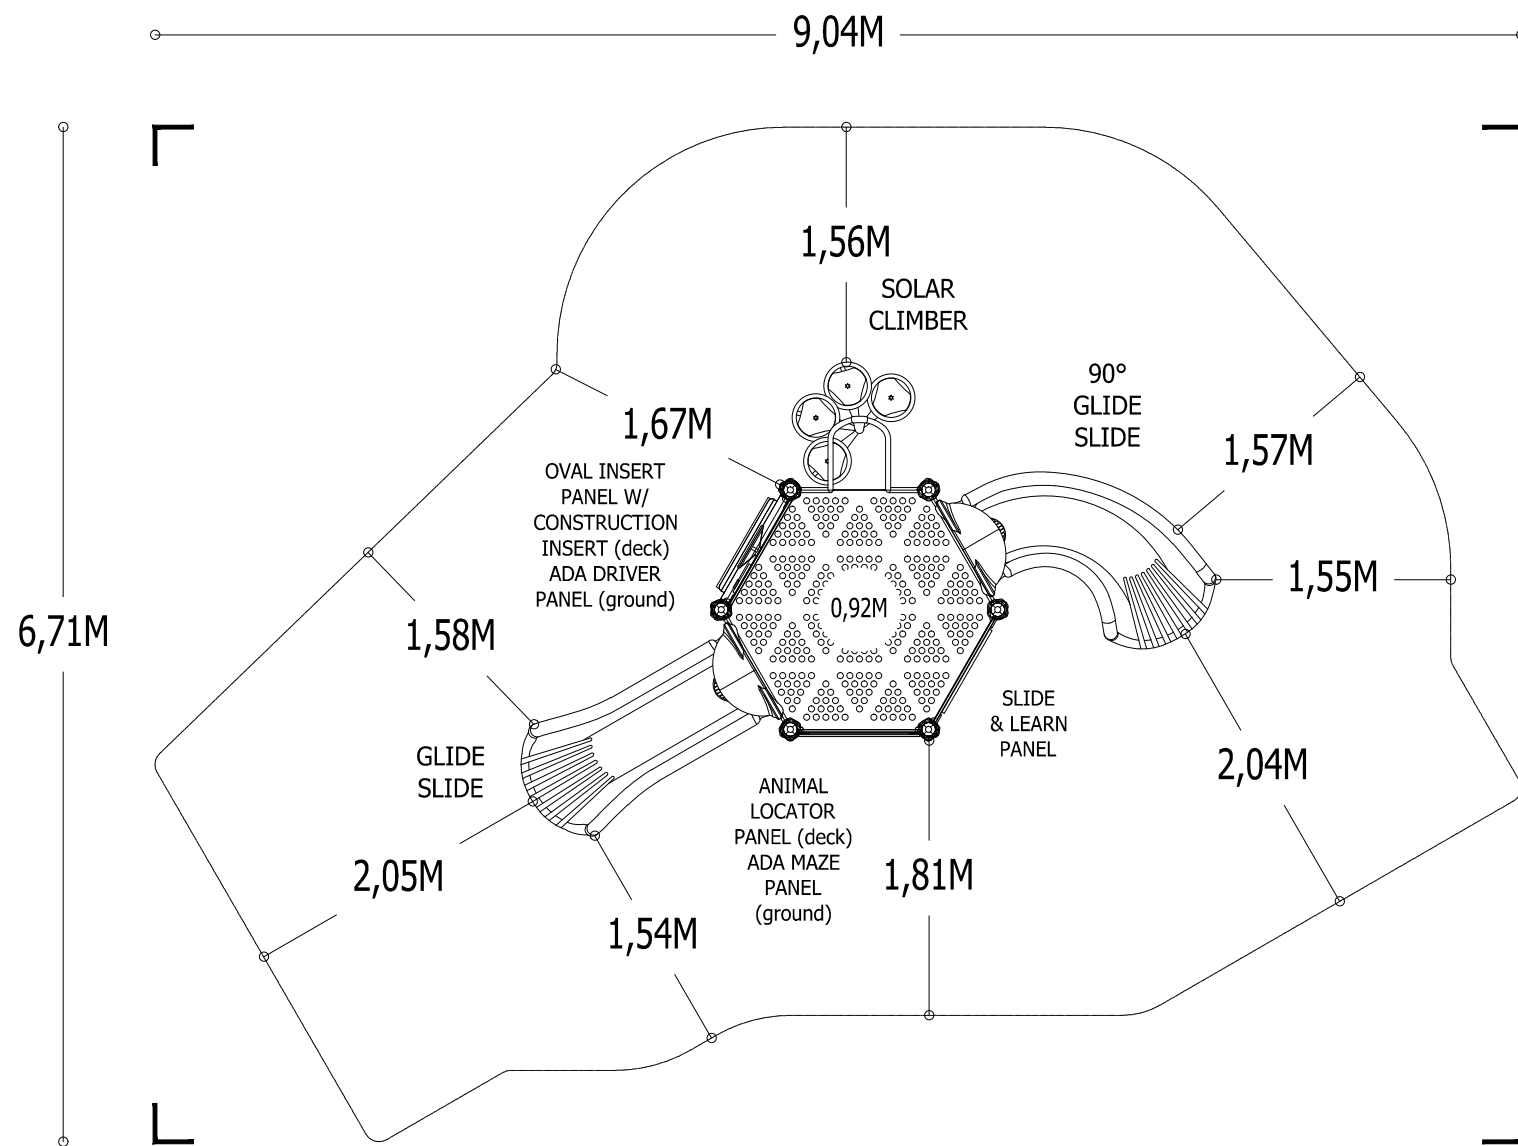 9,04M
1,56M
SOLAR
CLIMBER
90°
GLIDE
SLIDE
1,67M
1,57M
OVAL INSERT
PANEL W/
CONSTRUCTION
INSERT (deck)
ADA DRIVER
PANEL (ground)
1,55M
0,92M
6,71M
1,58M
SLIDE
& LEARN
PANEL
GLIDE
SLIDE
2,04M
ANIMAL
LOCATOR
PANEL (deck)
ADA MAZE
PANEL
(ground)
2,05M
1,81M
1,54M